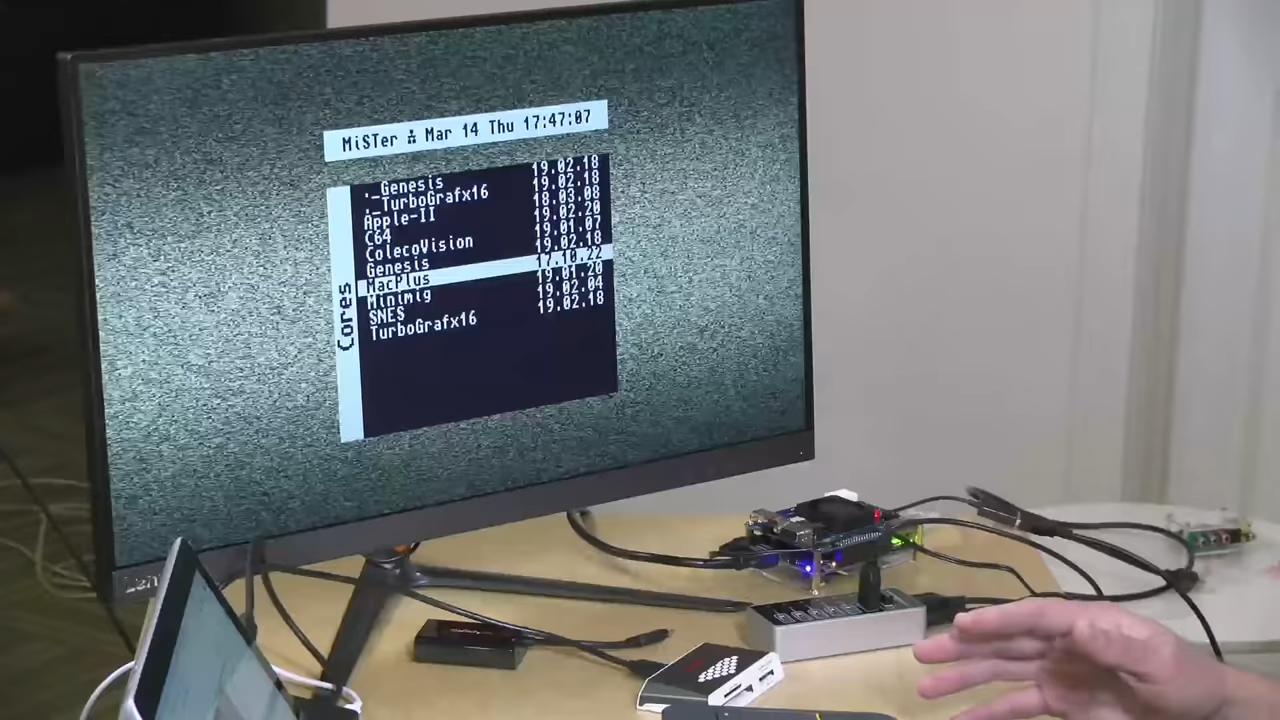 MiSTer Mar 14 Thu 17:47:07
Cores
._Genesis 19.02.18
._TurboGrafx16 19.02.18
Apple-II 18.03.08
C64 19.02.20
ColecoVision 19.01.07
Genesis 19.02.18
MacPlus 17.10.22
Minimig 19.01.20
SNES 19.02.04
TurboGrafx16 19.02.18